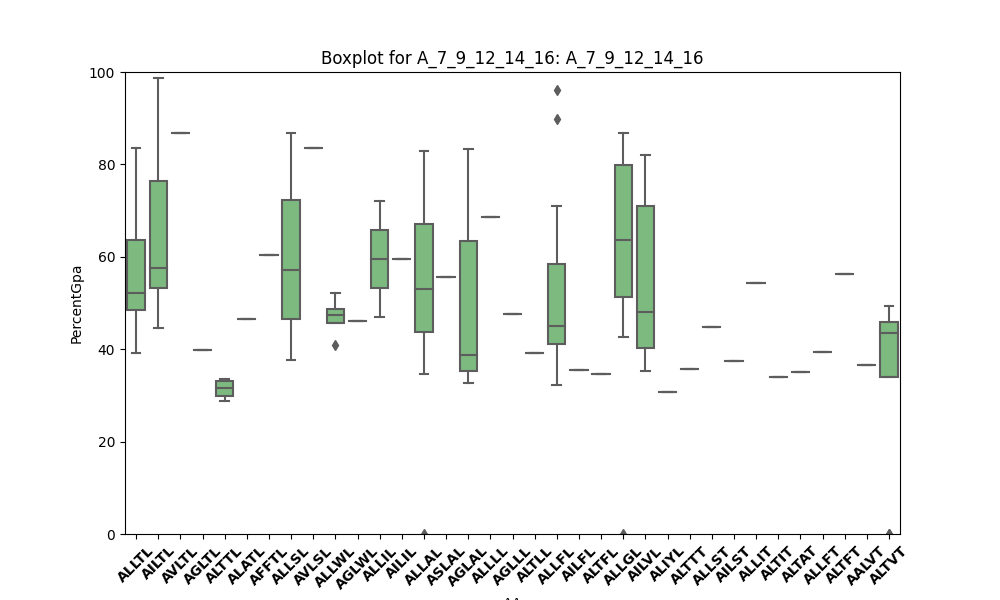 Boxplot for A_7_9_12_14_16: A_7_9_12_14_16
PercentGpa
100
80
60
40
20
0
ALLTL
AILTL
AVLTL
AGLTL
ALTTL
ALATL
AFFTL
ALLSL
AVLSL
ALLWL
AGLWL
ALLIL
AILIL
ALLAL
ASLAL
AGLAL
ALLLL
AGLLL
ALTLL
ALLFL
AILFL
ALTFL
ALLGL
AILVL
ALIYL
ALTTT
ALLST
AILST
ALLIT
ALTIT
ALTAT
ALLFT
ALTFT
AALVT
ALTVT